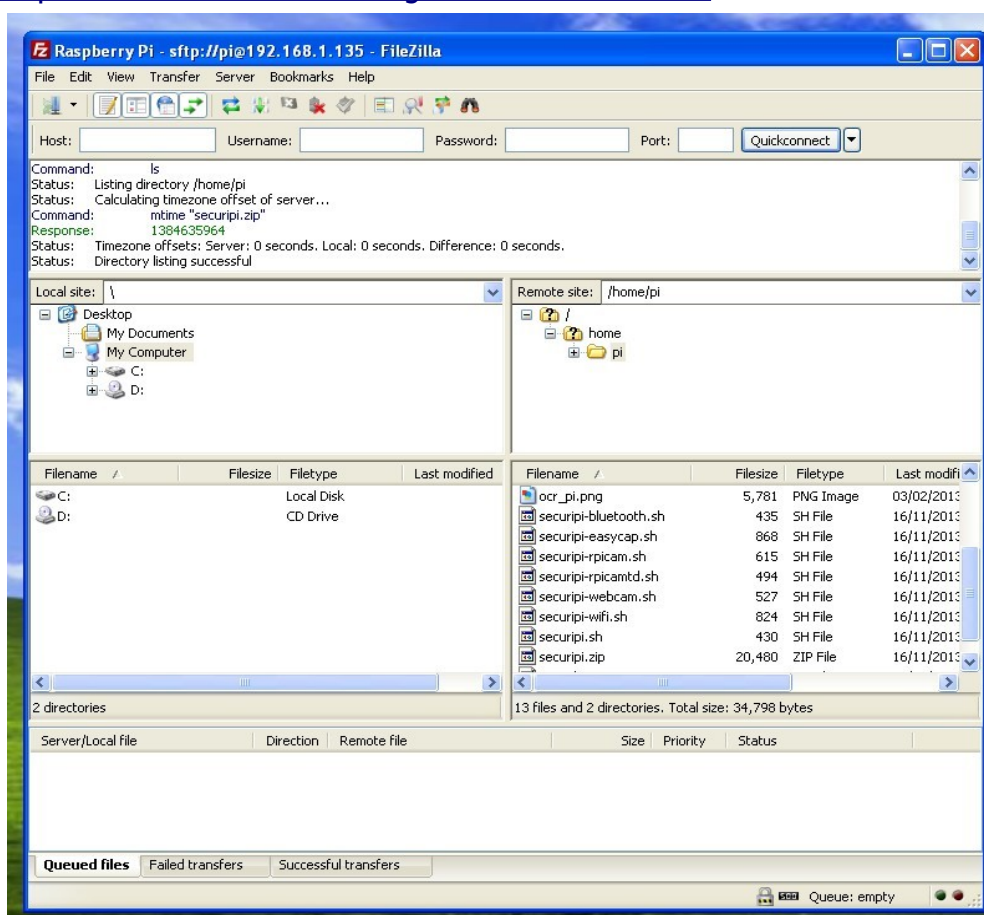 Raspberry Pi - sftp://pi@192.168.1.135 - FileZilla
File Edit View Transfer Server Bookmarks Help
Host: Username: Password: Port: Quickconnect
Command: ls
Status: Listing directory /home/pi
Status: Calculating timezone offset of server...
Command: mtime "securipi.zip"
Response: 1384635964
Status: Timezone offsets: Server: 0 seconds. Local: 0 seconds. Difference: 0 seconds.
Status: Directory listing successful
Local site: \
Desktop
My Documents
My Computer
C:
D:
Remote site: /home/pi
/
home
pi
Filename Filesize Filetype Last modified
C: Local Disk
D: CD Drive
2 directories
Filename Filesize Filetype Last modifi
ocr_pi.png 5,781 PNG Image 03/02/2013
securipi-bluetooth.sh 435 SH File 16/11/2013
securipi-easycap.sh 868 SH File 16/11/2013
securipi-rpicam.sh 615 SH File 16/11/2013
securipi-rpicamtd.sh 494 SH File 16/11/2013
securipi-webcam.sh 527 SH File 16/11/2013
securipi-wifi.sh 824 SH File 16/11/2013
securipi.sh 430 SH File 16/11/2013
securipi.zip 20,480 ZIP File 16/11/2013
13 files and 2 directories. Total size: 34,798 bytes
Server/Local file Direction Remote file Size Priority Status
Queued files Failed transfers Successful transfers
Queue: empty